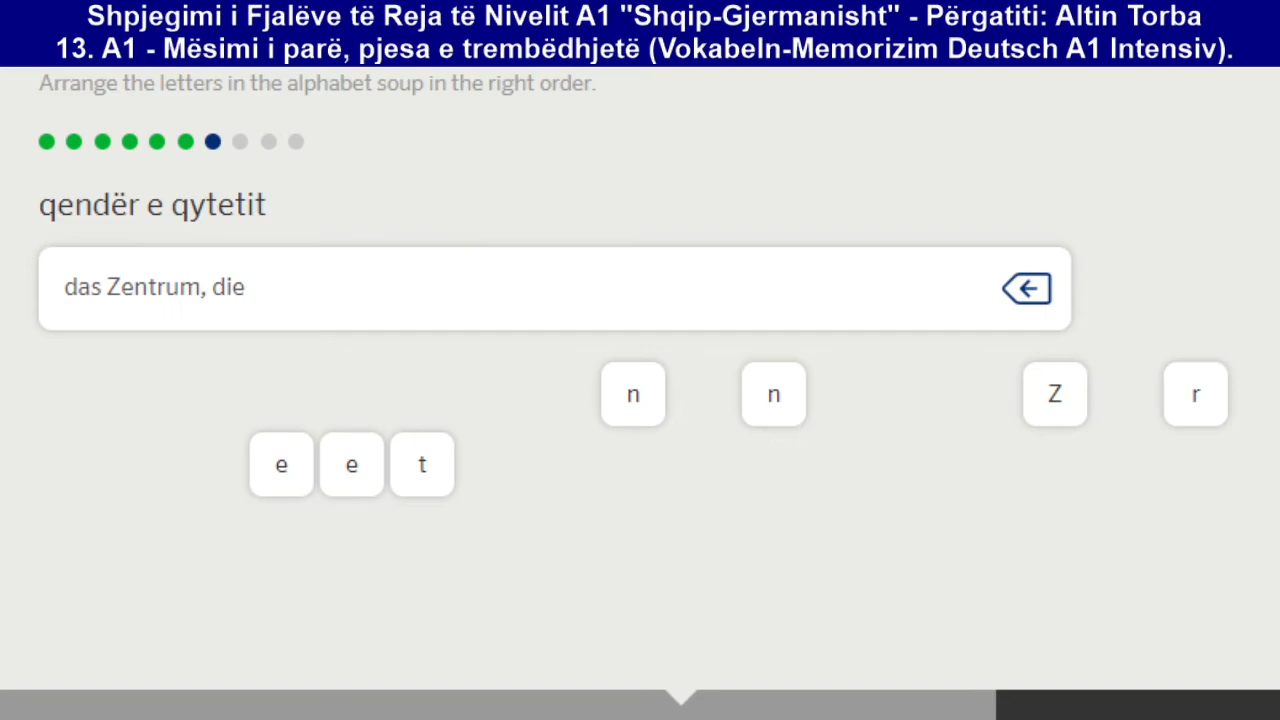 Shpjegimi i Fjalëve të Reja të Nivelit A1 "Shqip-Gjermanisht" - Përgatiti: Altin Torba
13. A1 - Mësimi i parë, pjesa e trembëdhjetë (Vokabeln-Memorizim Deutsch A1 Intensiv).
Arrange the letters in the alphabet soup in the right order.
qendër e qytetit
das Zentrum, die
n n Z r
e e t